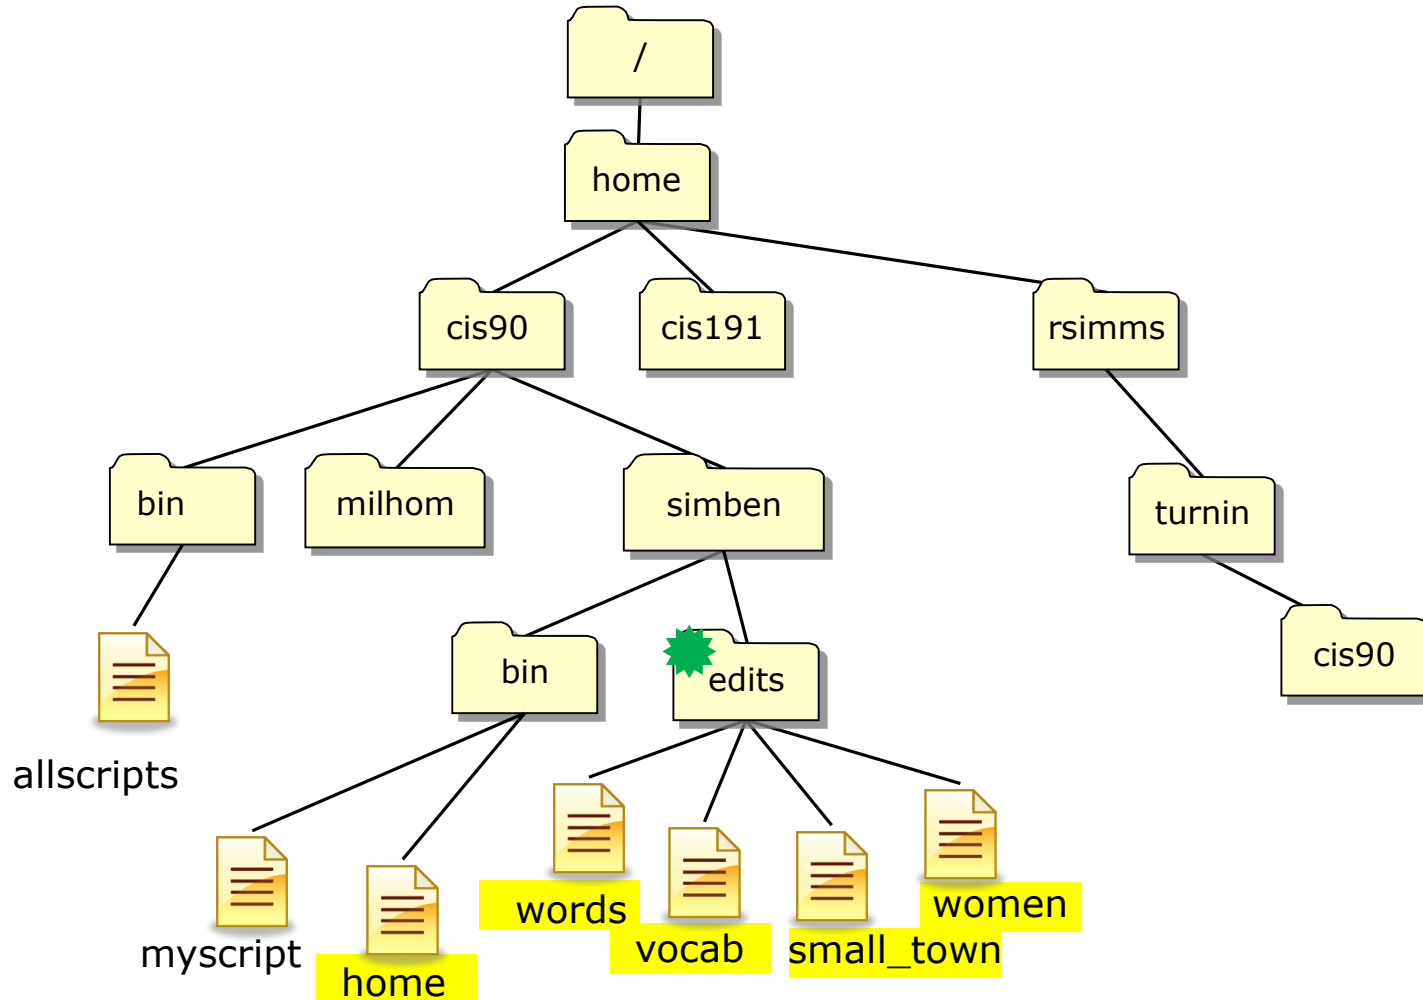 /
home
cis90
cis191
rsimms
bin
milhom
simben
turnin
bin
edits
cis90
allscripts
myscript
home
words
vocab
small_town
women